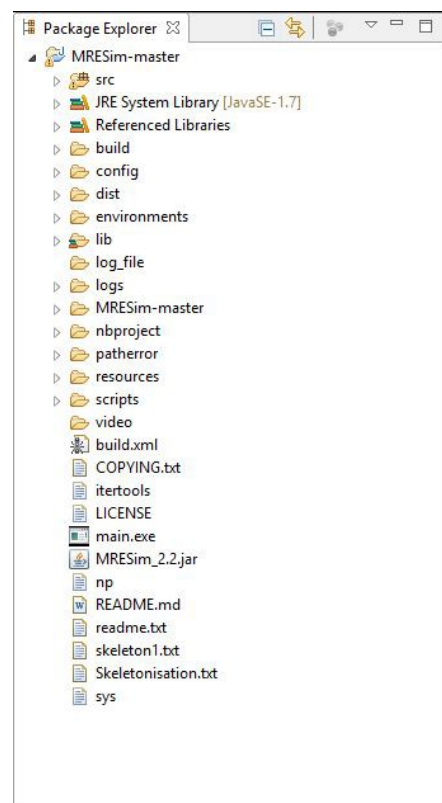 Package Explorer
MRESim-master
src
JRE System Library [JavaSE-1.7]
Referenced Libraries
build
config
dist
environments
lib
log_file
logs
MRESim-master
nbproject
patherror
resources
scripts
video
build.xml
COPYING.txt
itertools
LICENSE
main.exe
MRESim_2.2.jar
np
README.md
readme.txt
skeleton1.txt
Skeletonisation.txt
sys